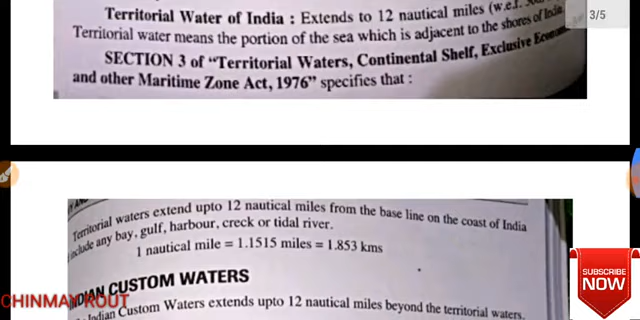 Territorial Water of India : Extends to 12 nautical miles (w.e.f.
3/5
Territorial water means the portion of the sea which is adjacent to the shores of India
SECTION 3 of "Territorial Waters, Continental Shelf, Exclusive
and other Maritime Zone Act, 1976" specifies that :
Territorial waters extend upto 12 nautical miles from the base line on the coast of India
include any bay, gulf, harbour, creck or tidal river.
1 nautical mile = 1.1515 miles = 1.853 kms
INDIAN CUSTOM WATERS
SUBSCRIBE
NOW
CHINMAY ROUT
Indian Custom Waters extends upto 12 nautical miles beyond the territorial waters.